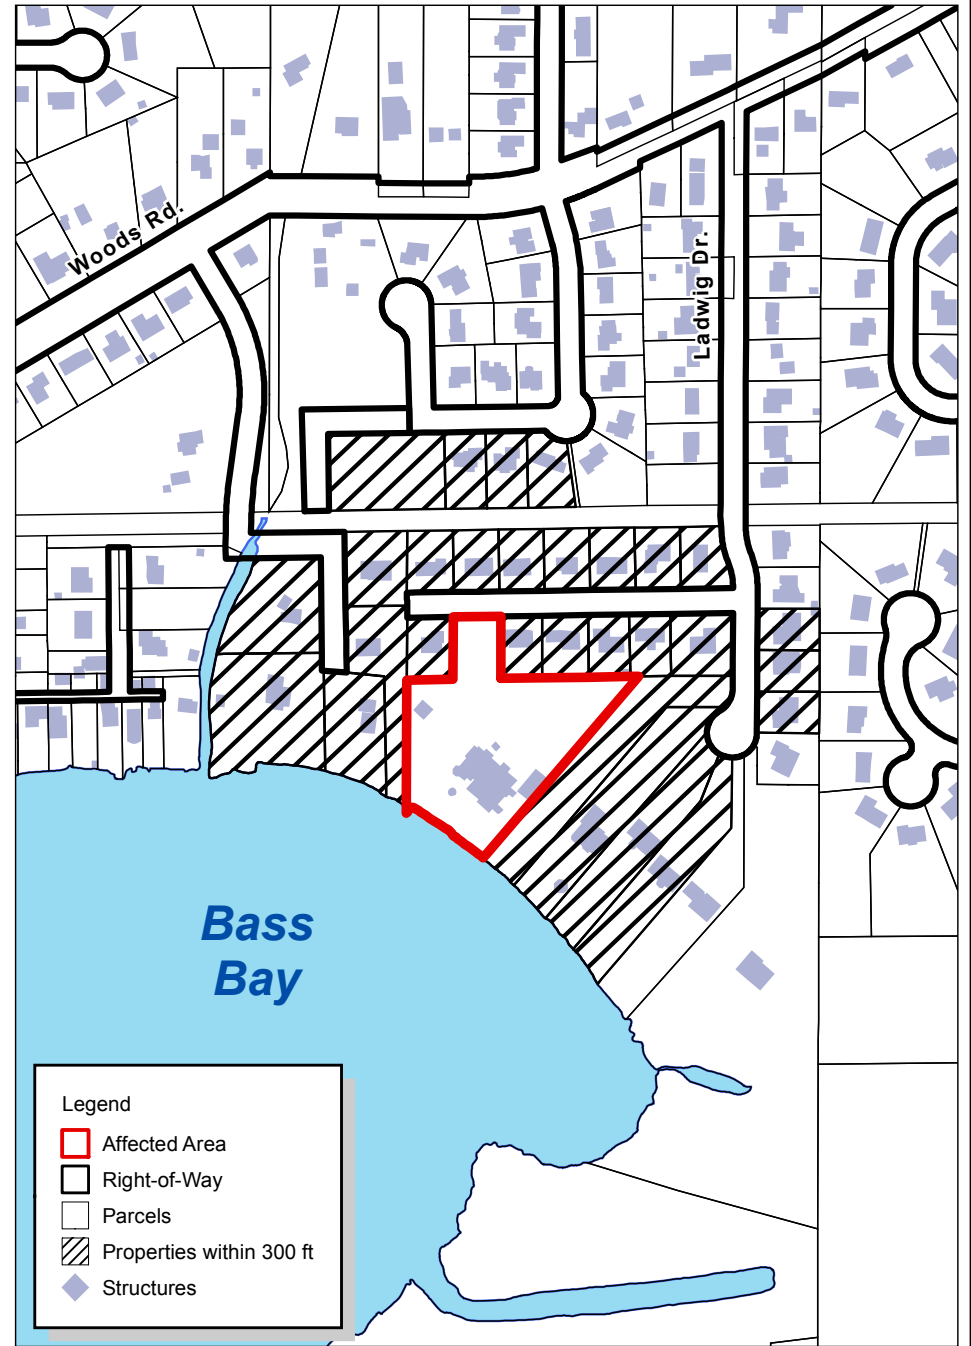 Woods Rd.
Ladwig Dr.
Bass
Bay
Legend
Affected Area
Right-of-Way
Parcels
Properties within 300 ft
Structures